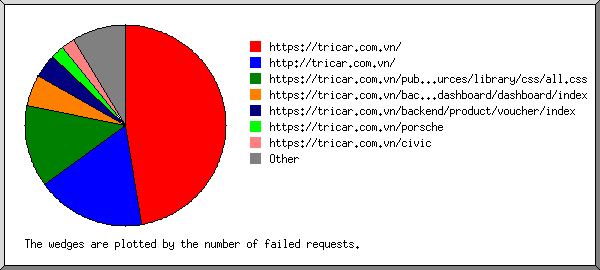 https://tricar.com.vn/
http://tricar.com.vn/
https://tricar.com.vn/pub...urces/library/css/all.css
https://tricar.com.vn/bac...dashboard/dashboard/index
https://tricar.com.vn/backend/product/voucher/index
https://tricar.com.vn/porsche
https://tricar.com.vn/civic
Other
The wedges are plotted by the number of failed requests.